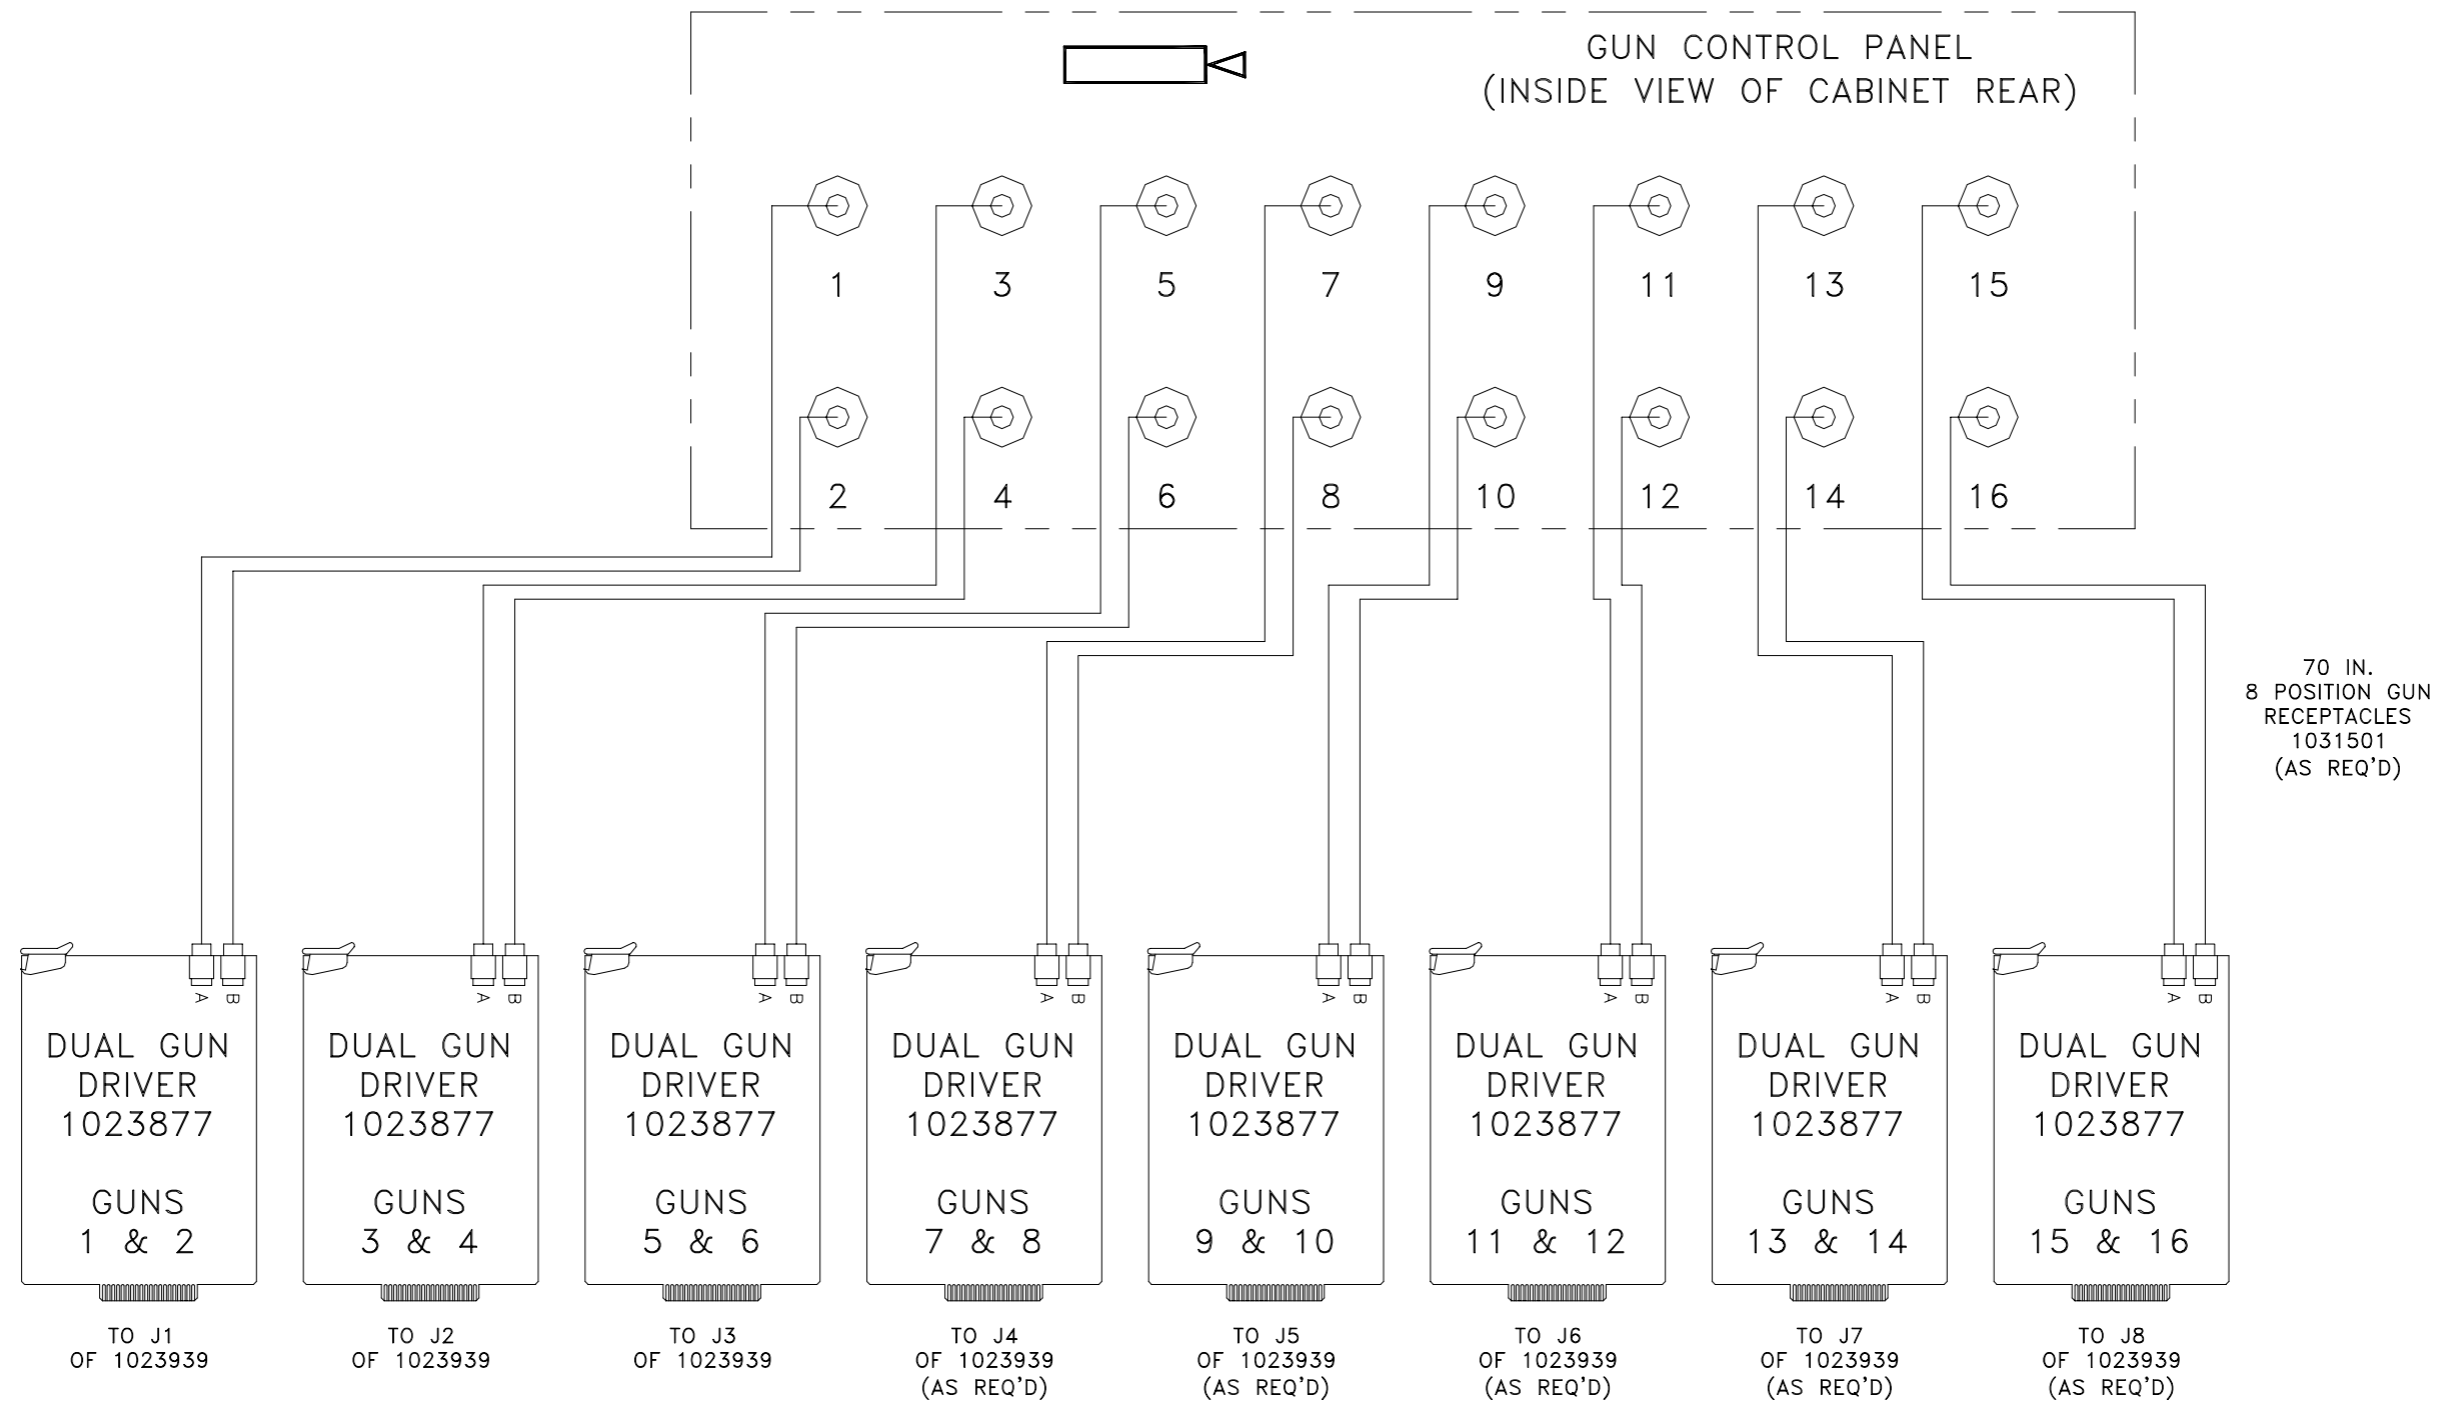 GUN CONTROL PANEL
(INSIDE VIEW OF CABINET REAR)
1 3 5 7 9 11 13 15
2 4 6 8 10 12 14 16
70 IN.
8 POSITION GUN
RECEPTACLES
1031501
(AS REQ'D)
A B A B A B A B A B A B A B A B
DUAL GUN
DRIVER
1023877
GUNS
1 & 2
TO J1
OF 1023939
DUAL GUN
DRIVER
1023877
GUNS
3 & 4
TO J2
OF 1023939
DUAL GUN
DRIVER
1023877
GUNS
5 & 6
TO J3
OF 1023939
DUAL GUN
DRIVER
1023877
GUNS
7 & 8
TO J4
OF 1023939
(AS REQ'D)
DUAL GUN
DRIVER
1023877
GUNS
9 & 10
TO J5
OF 1023939
(AS REQ'D)
DUAL GUN
DRIVER
1023877
GUNS
11 & 12
TO J6
OF 1023939
(AS REQ'D)
DUAL GUN
DRIVER
1023877
GUNS
13 & 14
TO J7
OF 1023939
(AS REQ'D)
DUAL GUN
DRIVER
1023877
GUNS
15 & 16
TO J8
OF 1023939
(AS REQ'D)